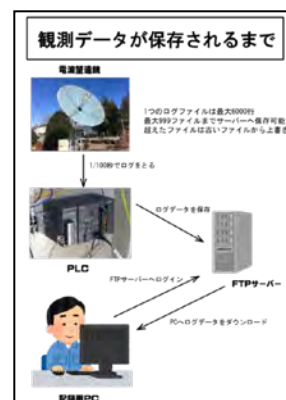 観測データが保存されるまで
電波望遠鏡
1つのログファイルは最大6000行
最大999ファイルまでサーバーへ保存可能
超えたファイルは古いファイルから上書き
1/100秒でログをとる
ログデータを保存
PLC
FTPサーバーへログイン
FTPサーバー
PCへログデータをダウンロード
記録用PC